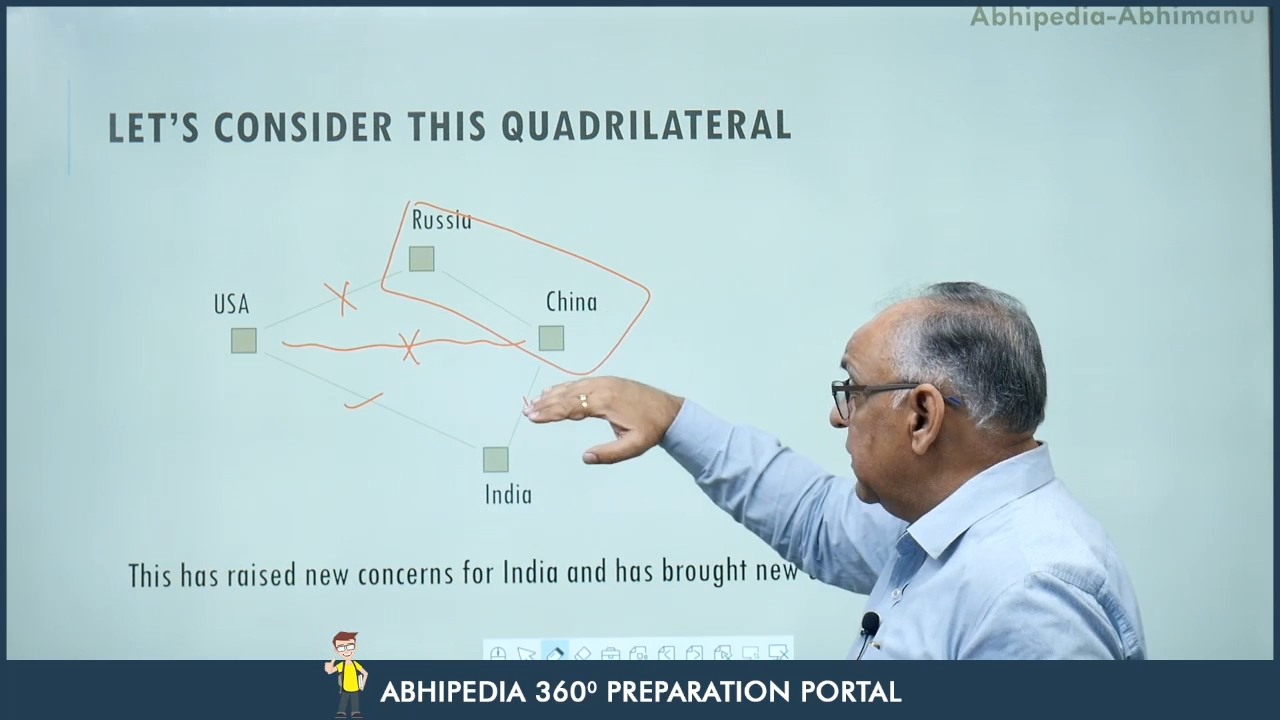 Abhipedia-Abhimanu
LET'S CONSIDER THIS QUADRILATERAL
Russia
USA
China
India
This has raised new concerns for India and has brought new
ABHIPEDIA 360º PREPARATION PORTAL